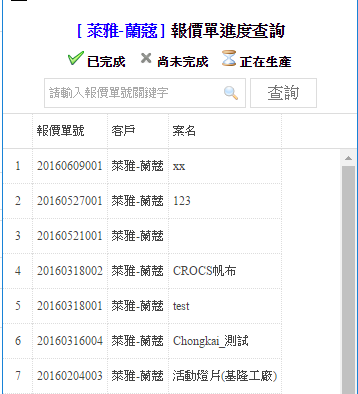 [ 萊雅-蘭蔻 ] 報價單進度查詢
已完成 尚未完成 正在生產
請輸入報價單號關鍵字 查詢
報價單號 客戶 案名
1 20160609001 萊雅-蘭蔻 xx
2 20160527001 萊雅-蘭蔻 123
3 20160521001 萊雅-蘭蔻
4 20160318002 萊雅-蘭蔻 CROCS帆布
5 20160318001 萊雅-蘭蔻 test
6 20160316004 萊雅-蘭蔻 Chongkai_測試
7 20160204003 萊雅-蘭蔻 活動燈片(基隆工廠)